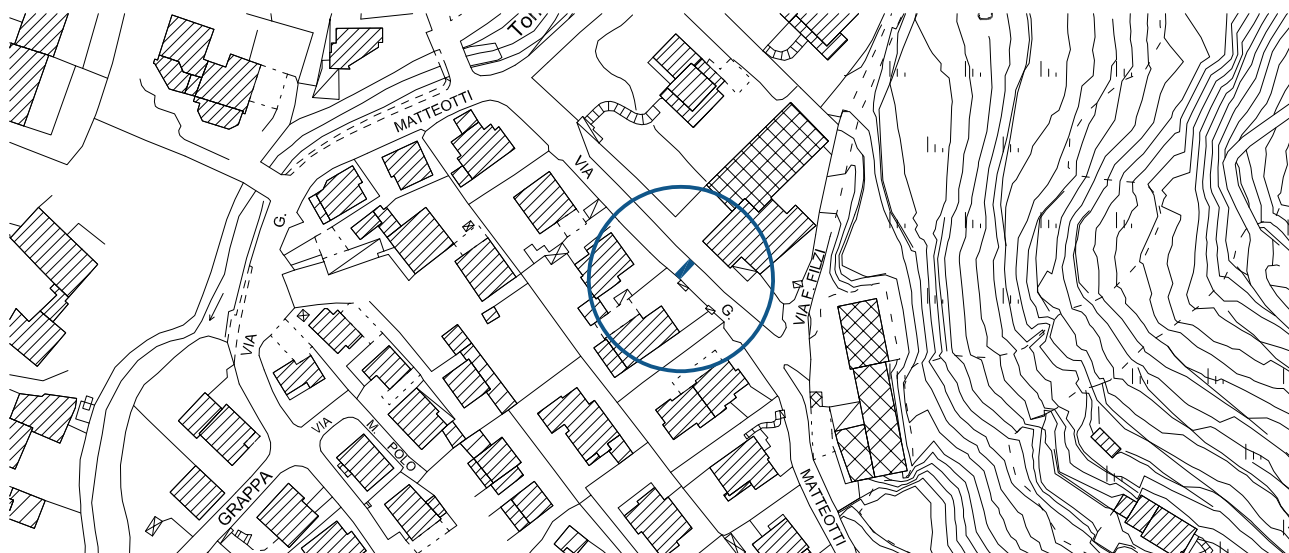 MATTEOTTI
VIA
G.
VIA F. FILZI
G.
VIA
VIA
M. POLO
GRAPPA
MATTEOTTI